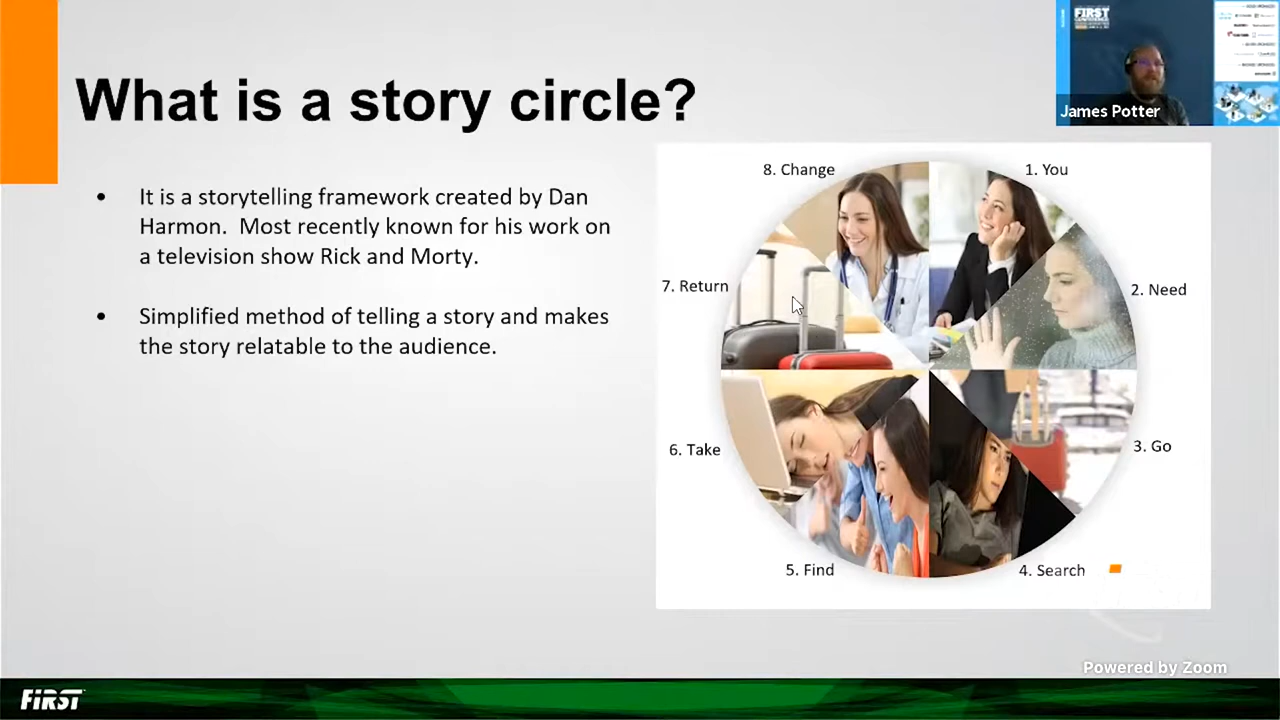 What is a story circle?
• It is a storytelling framework created by Dan
Harmon.  Most recently known for his work on
a television show Rick and Morty.
• Simplified method of telling a story and makes
the story relatable to the audience.
FIRST
James Potter
8. Change
1. You
7. Return
2. Need
6. Take
3. Go
5. Find
4. Search
Powered by Zoom
FIRST